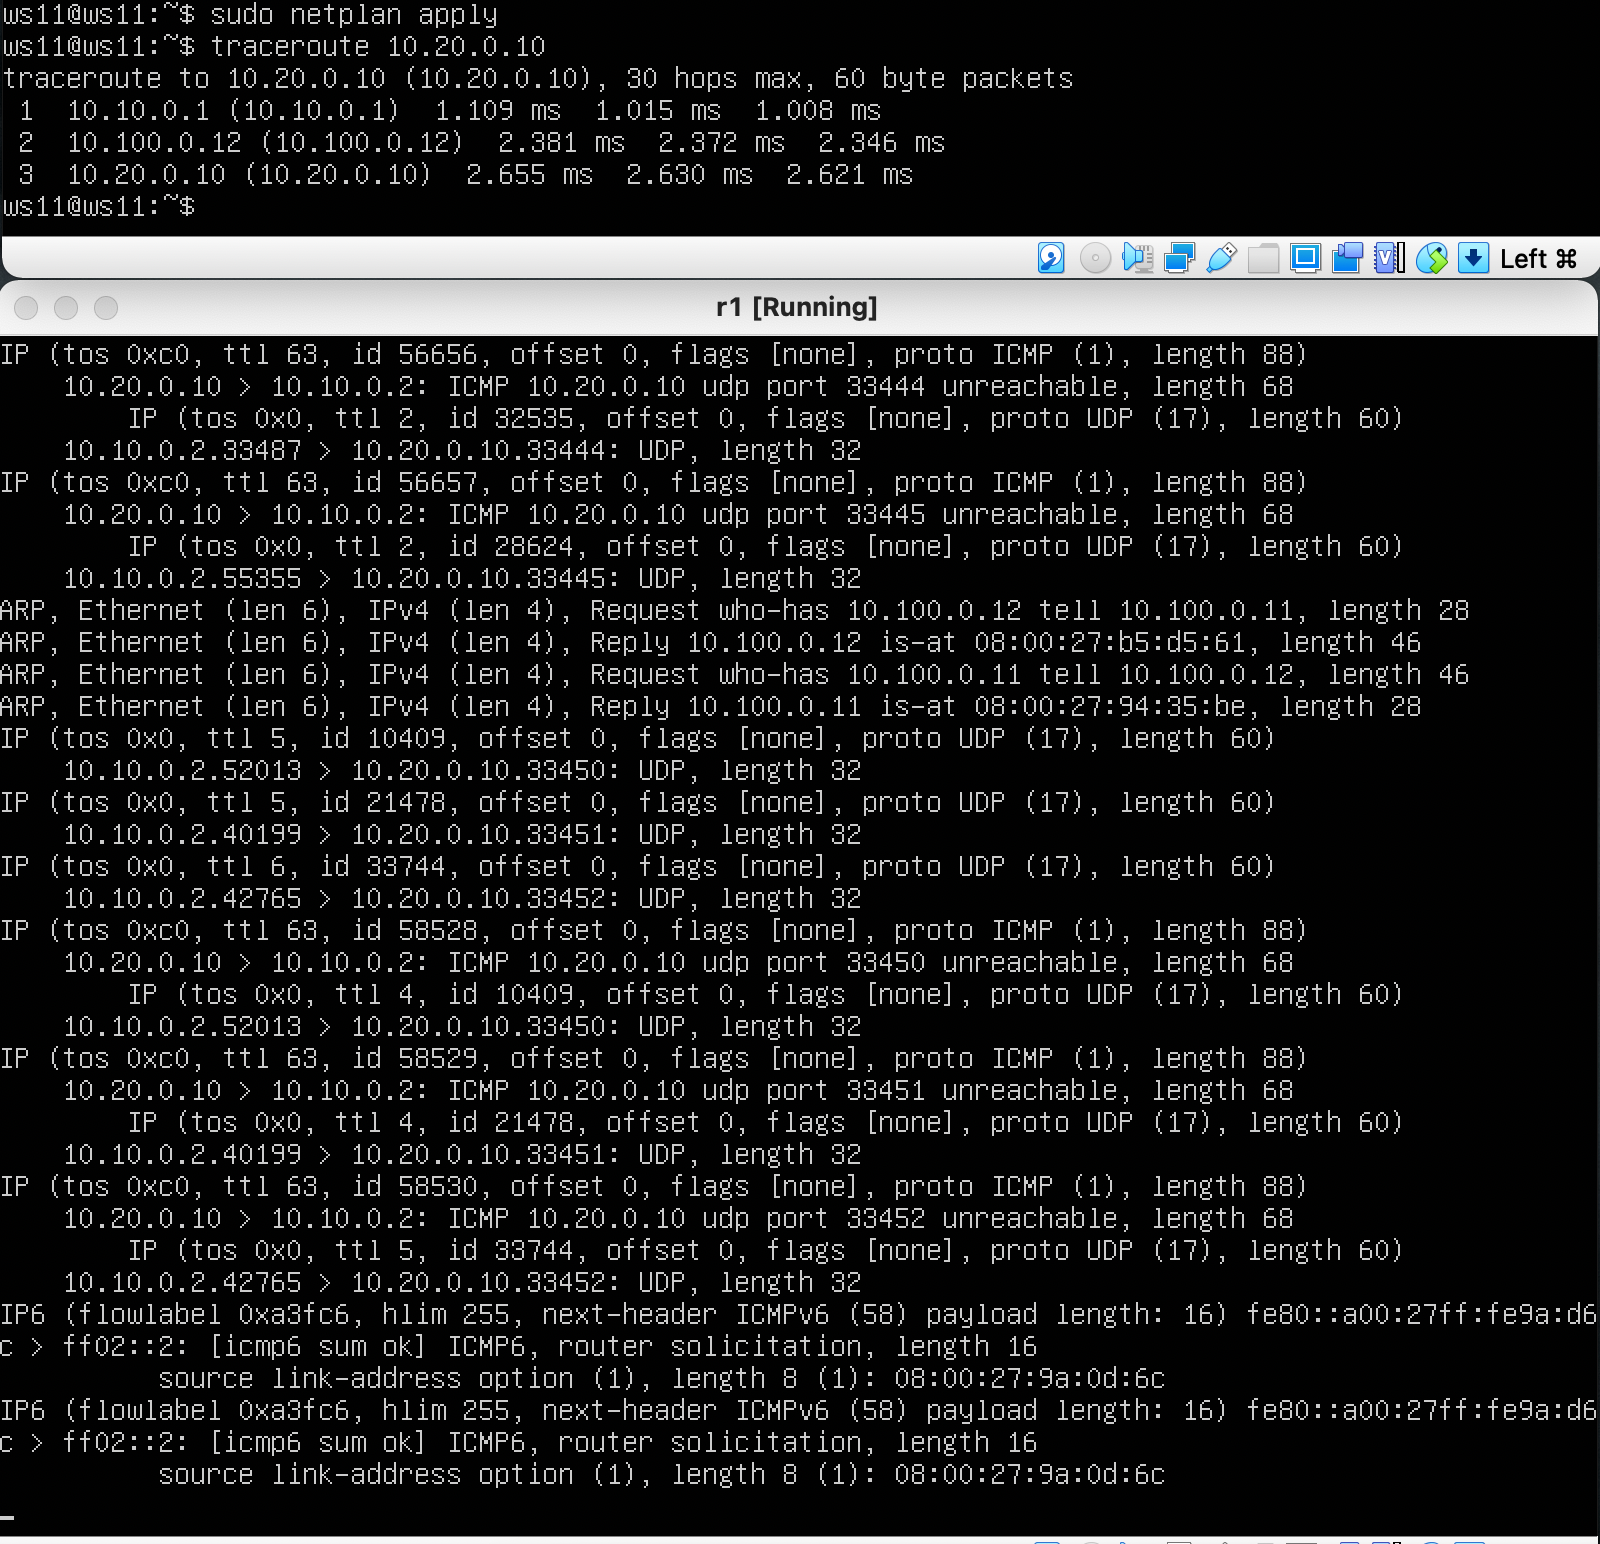 ws11@ws11:~$ sudo netplan apply
ws11@ws11:~$ traceroute 10.20.0.10
traceroute to 10.20.0.10 (10.20.0.10), 30 hops max, 60 byte packets
 1  10.10.0.1 (10.10.0.1)  1.109 ms  1.015 ms  1.008 ms
 2  10.100.0.12 (10.100.0.12)  2.381 ms  2.372 ms  2.346 ms
 3  10.20.0.10 (10.20.0.10)  2.655 ms  2.630 ms  2.621 ms
ws11@ws11:~$
Left ⌘
r1 [Running]
IP (tos 0xc0, ttl 63, id 56656, offset 0, flags [none], proto ICMP (1), length 88)
    10.20.0.10 > 10.10.0.2: ICMP 10.20.0.10 udp port 33444 unreachable, length 68
        IP (tos 0x0, ttl 2, id 32535, offset 0, flags [none], proto UDP (17), length 60)
    10.10.0.2.33487 > 10.20.0.10.33444: UDP, length 32
IP (tos 0xc0, ttl 63, id 56657, offset 0, flags [none], proto ICMP (1), length 88)
    10.20.0.10 > 10.10.0.2: ICMP 10.20.0.10 udp port 33445 unreachable, length 68
        IP (tos 0x0, ttl 2, id 28624, offset 0, flags [none], proto UDP (17), length 60)
    10.10.0.2.55355 > 10.20.0.10.33445: UDP, length 32
ARP, Ethernet (len 6), IPv4 (len 4), Request who-has 10.100.0.12 tell 10.100.0.11, length 28
ARP, Ethernet (len 6), IPv4 (len 4), Reply 10.100.0.12 is-at 08:00:27:b5:d5:61, length 46
ARP, Ethernet (len 6), IPv4 (len 4), Request who-has 10.100.0.11 tell 10.100.0.12, length 46
ARP, Ethernet (len 6), IPv4 (len 4), Reply 10.100.0.11 is-at 08:00:27:94:35:be, length 28
IP (tos 0x0, ttl 5, id 10409, offset 0, flags [none], proto UDP (17), length 60)
    10.10.0.2.52013 > 10.20.0.10.33450: UDP, length 32
IP (tos 0x0, ttl 5, id 21478, offset 0, flags [none], proto UDP (17), length 60)
    10.10.0.2.40199 > 10.20.0.10.33451: UDP, length 32
IP (tos 0x0, ttl 6, id 33744, offset 0, flags [none], proto UDP (17), length 60)
    10.10.0.2.42765 > 10.20.0.10.33452: UDP, length 32
IP (tos 0xc0, ttl 63, id 58528, offset 0, flags [none], proto ICMP (1), length 88)
    10.20.0.10 > 10.10.0.2: ICMP 10.20.0.10 udp port 33450 unreachable, length 68
        IP (tos 0x0, ttl 4, id 10409, offset 0, flags [none], proto UDP (17), length 60)
    10.10.0.2.52013 > 10.20.0.10.33450: UDP, length 32
IP (tos 0xc0, ttl 63, id 58529, offset 0, flags [none], proto ICMP (1), length 88)
    10.20.0.10 > 10.10.0.2: ICMP 10.20.0.10 udp port 33451 unreachable, length 68
        IP (tos 0x0, ttl 4, id 21478, offset 0, flags [none], proto UDP (17), length 60)
    10.10.0.2.40199 > 10.20.0.10.33451: UDP, length 32
IP (tos 0xc0, ttl 63, id 58530, offset 0, flags [none], proto ICMP (1), length 88)
    10.20.0.10 > 10.10.0.2: ICMP 10.20.0.10 udp port 33452 unreachable, length 68
        IP (tos 0x0, ttl 5, id 33744, offset 0, flags [none], proto UDP (17), length 60)
    10.10.0.2.42765 > 10.20.0.10.33452: UDP, length 32
IP6 (flowlabel 0xa3fc6, hlim 255, next-header ICMPv6 (58) payload length: 16) fe80::a00:27ff:fe9a:d6
c > ff02::2: [icmp6 sum ok] ICMP6, router solicitation, length 16
          source link-address option (1), length 8 (1): 08:00:27:9a:0d:6c
IP6 (flowlabel 0xa3fc6, hlim 255, next-header ICMPv6 (58) payload length: 16) fe80::a00:27ff:fe9a:d6
c > ff02::2: [icmp6 sum ok] ICMP6, router solicitation, length 16
          source link-address option (1), length 8 (1): 08:00:27:9a:0d:6c